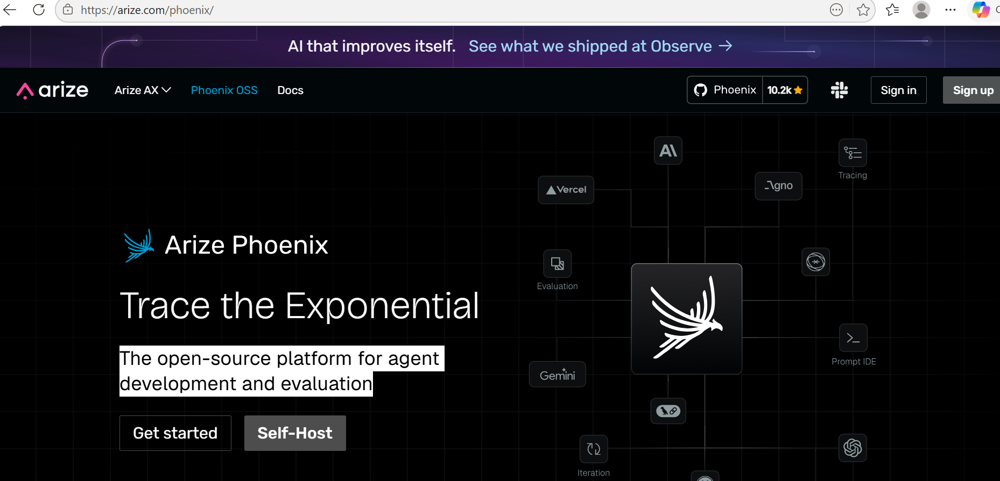 https://arize.com/phoenix/
AI that improves itself. See what we shipped at Observe →
arize
Arize AX
Phoenix OSS
Docs
Phoenix
10.2k
Sign in
Sign up
AI
Tracing
Vercel
Agno
Arize Phoenix
Evaluation
Trace the Exponential
The open-source platform for agent
development and evaluation
Prompt IDE
Gemini
Get started
Self-Host
Iteration